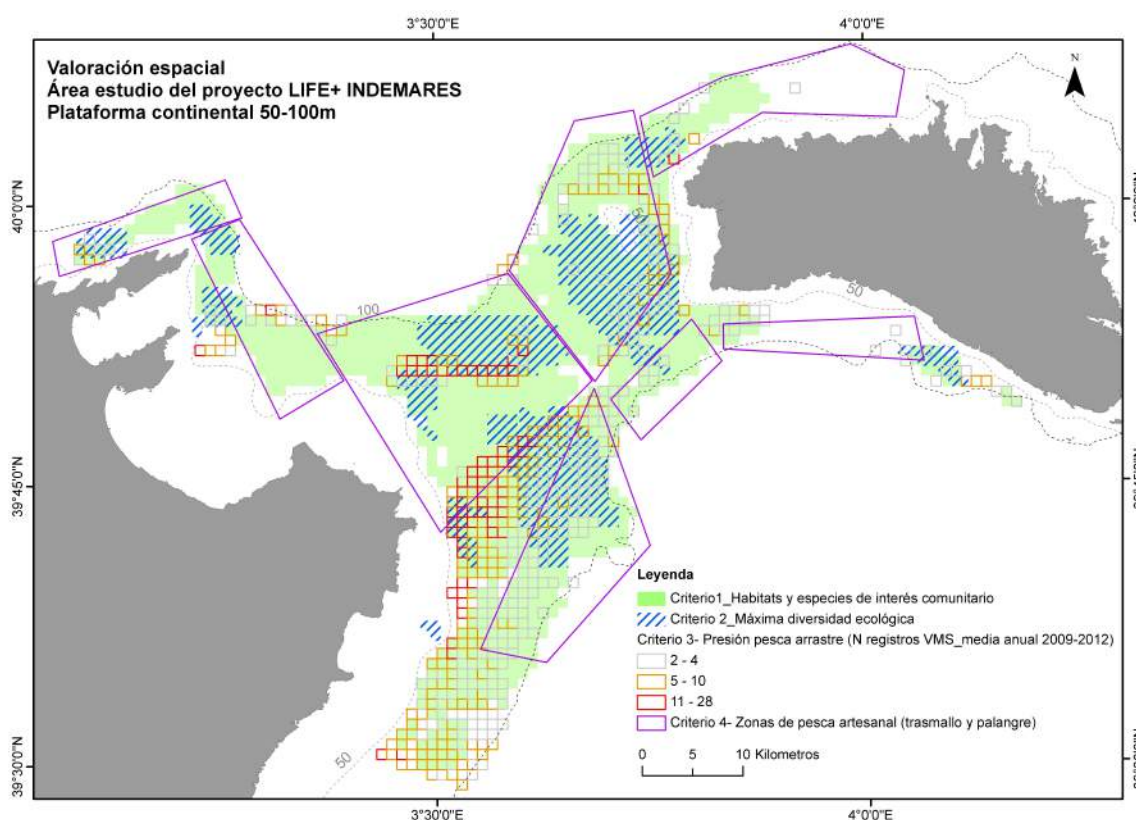 3°30'0"E
4°0'0"E
Valoración espacial
Área estudio del proyecto LIFE+ INDEMARES
Plataforma continental 50-100m
N
40°0'0"N
50
100
50
39°45'0"N
Leyenda
Criterio1_Habitats y especies de interés comunitario
Criterio 2_Máxima diversidad ecológica
Criterio 3- Presión pesca arrastre (N registros VMS_media anual 2009-2012)
2 - 4
5 - 10
11 - 28
Criterio 4- Zonas de pesca artesanal (trasmallo y palangre)
0 5 10 Kilometros
50
39°30'0"N
3°30'0"E
4°0'0"E